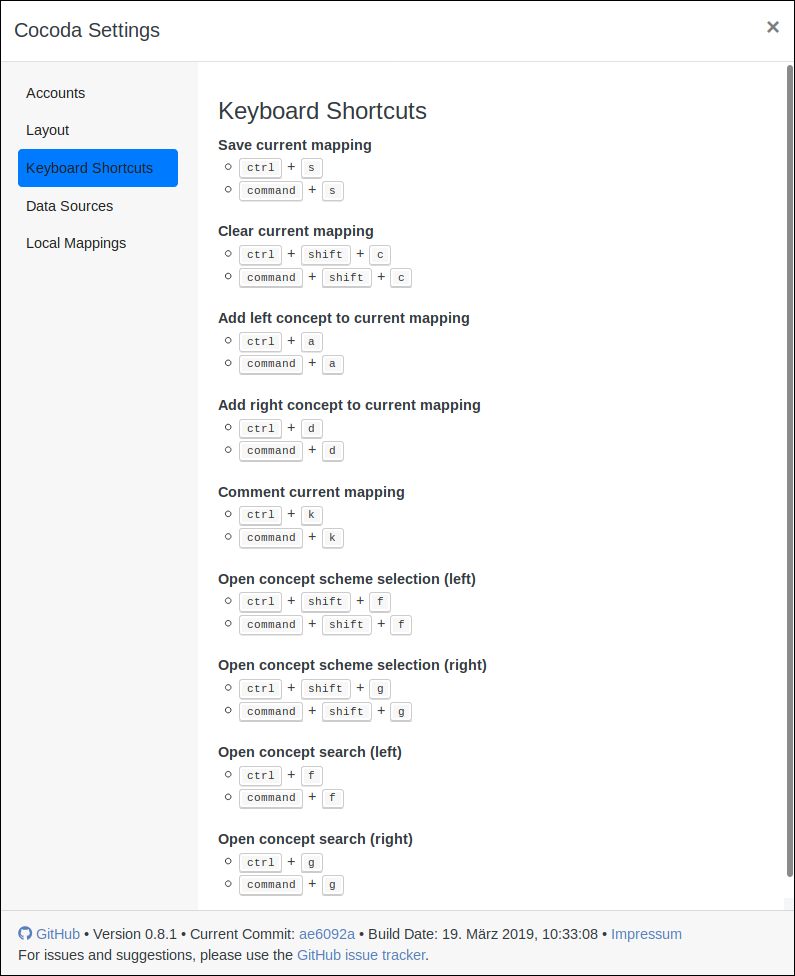 Cocoda Settings ×
Accounts
Layout
Keyboard Shortcuts
Data Sources
Local Mappings
Keyboard Shortcuts
Save current mapping
ctrl + s
command + s
Clear current mapping
ctrl + shift + c
command + shift + c
Add left concept to current mapping
ctrl + a
command + a
Add right concept to current mapping
ctrl + d
command + d
Comment current mapping
ctrl + k
command + k
Open concept scheme selection (left)
ctrl + shift + f
command + shift + f
Open concept scheme selection (right)
ctrl + shift + g
command + shift + g
Open concept search (left)
ctrl + f
command + f
Open concept search (right)
ctrl + g
command + g
GitHub • Version 0.8.1 • Current Commit: ae6092a • Build Date: 19. März 2019, 10:33:08 • Impressum
For issues and suggestions, please use the GitHub issue tracker.